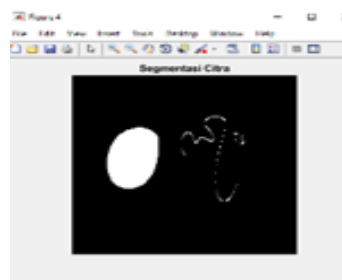 Figure 4
File Edit View Insert Tools Desktop Window Help
Segmentasi Citra